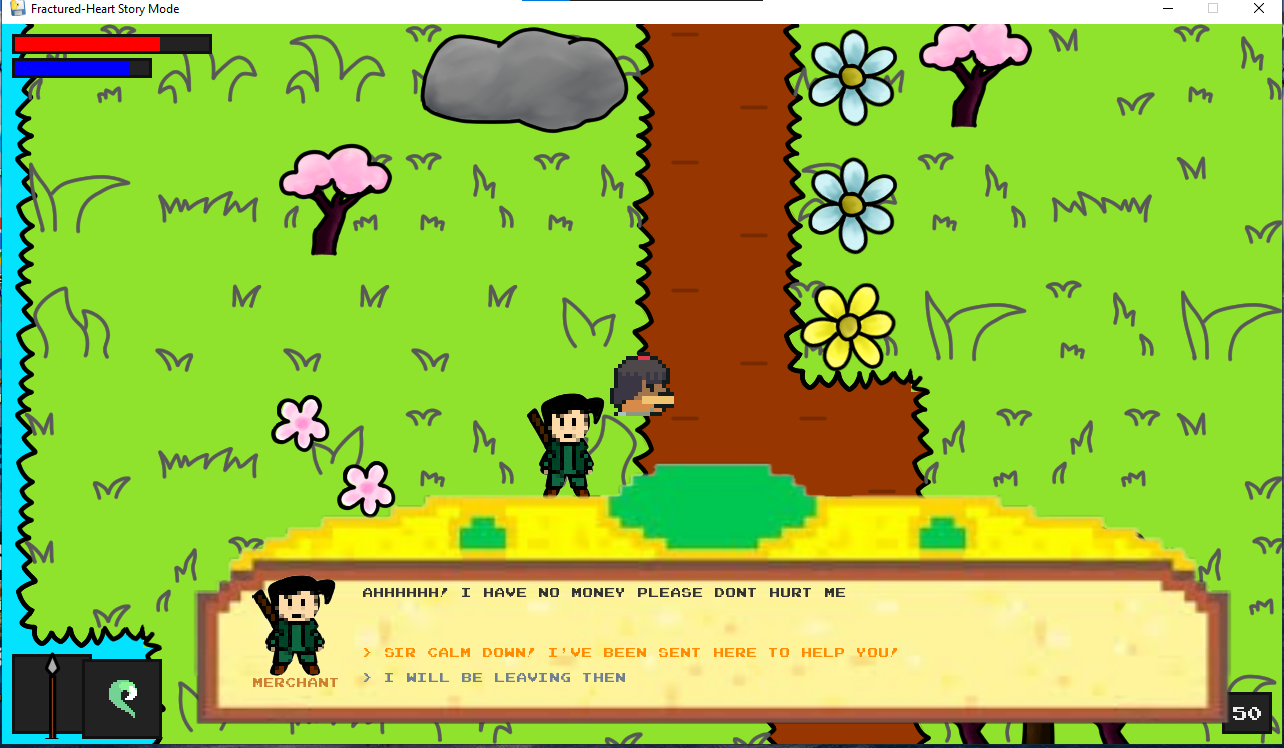 Fractured-Heart Story Mode
AHHHHHH! I HAVE NO MONEY PLEASE DONT HURT ME
> SIR CALM DOWN! I'VE BEEN SENT HERE TO HELP YOU!
> I WILL BE LEAVING THEN
MERCHANT
50